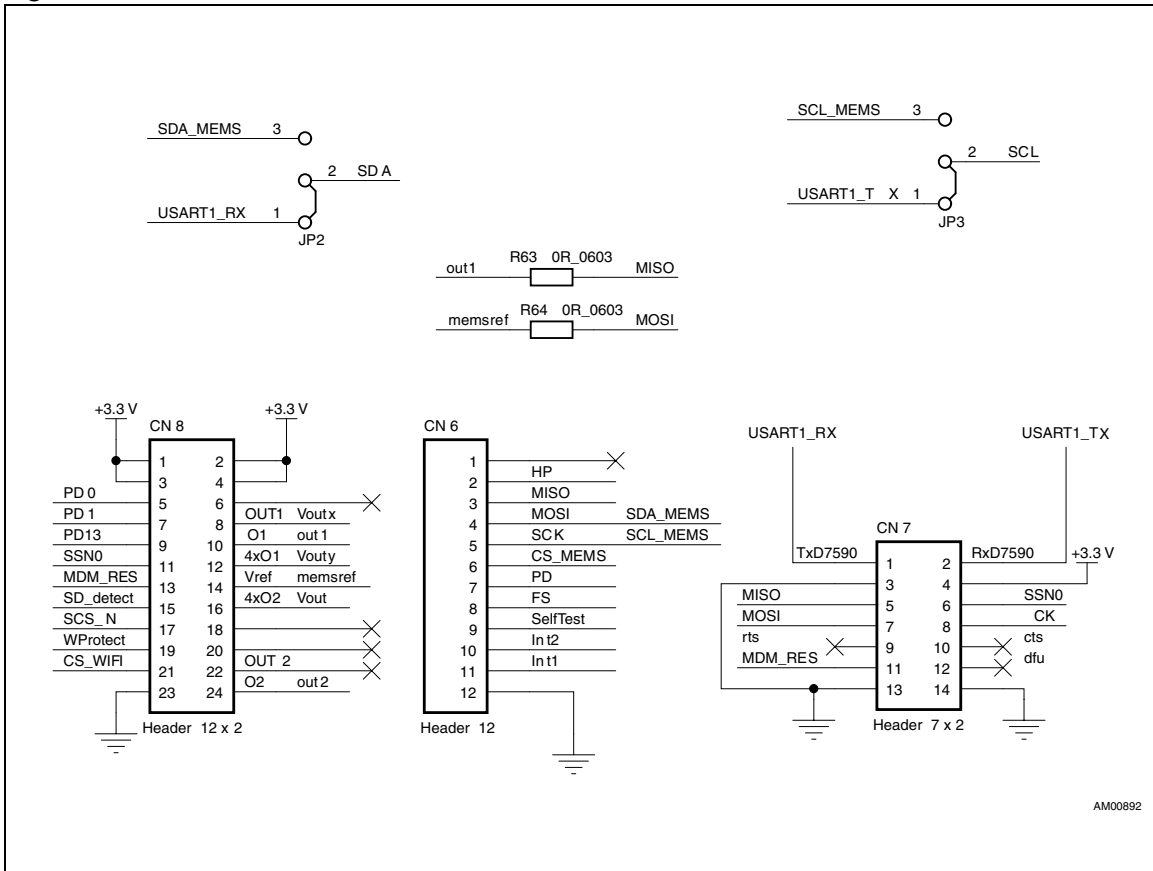 SDA_MEMS 3
2 SDA
USART1_RX 1
JP2
SCL_MEMS 3
2 SCL
USART1_T X 1
JP3
R63 0R_0603
out1 MISO
R64 0R_0603
memsref MOSI
+3.3 V +3.3 V
CN 8
1 2
3 4
PD 0 5 6
PD 1 7 8 OUT1 Voutx
PD13 9 10 O1 out1
SSN0 11 12 4xO1 Vouty
MDM_RES 13 14 Vref memsref
SD_detect 15 16 4xO2 Vout
SCS_N 17 18
WProtect 19 20
CS_WIFI 21 22 OUT 2
23 24 O2 out2
Header 12 x 2
CN 6
1
2 HP
3 MISO
4 MOSI SDA_MEMS
5 SCK SCL_MEMS
6 CS_MEMS
7 PD
8 FS
9 SelfTest
10 Int2
11 Int1
12
Header 12
USART1_RX USART1_TX
CN 7
TxD7590 1 2 RxD7590 +3.3 V
3 4
MISO 5 6 SSN0
MOSI 7 8 CK
rts 9 10 cts
MDM_RES 11 12 dfu
13 14
Header 7 x 2
AM00892